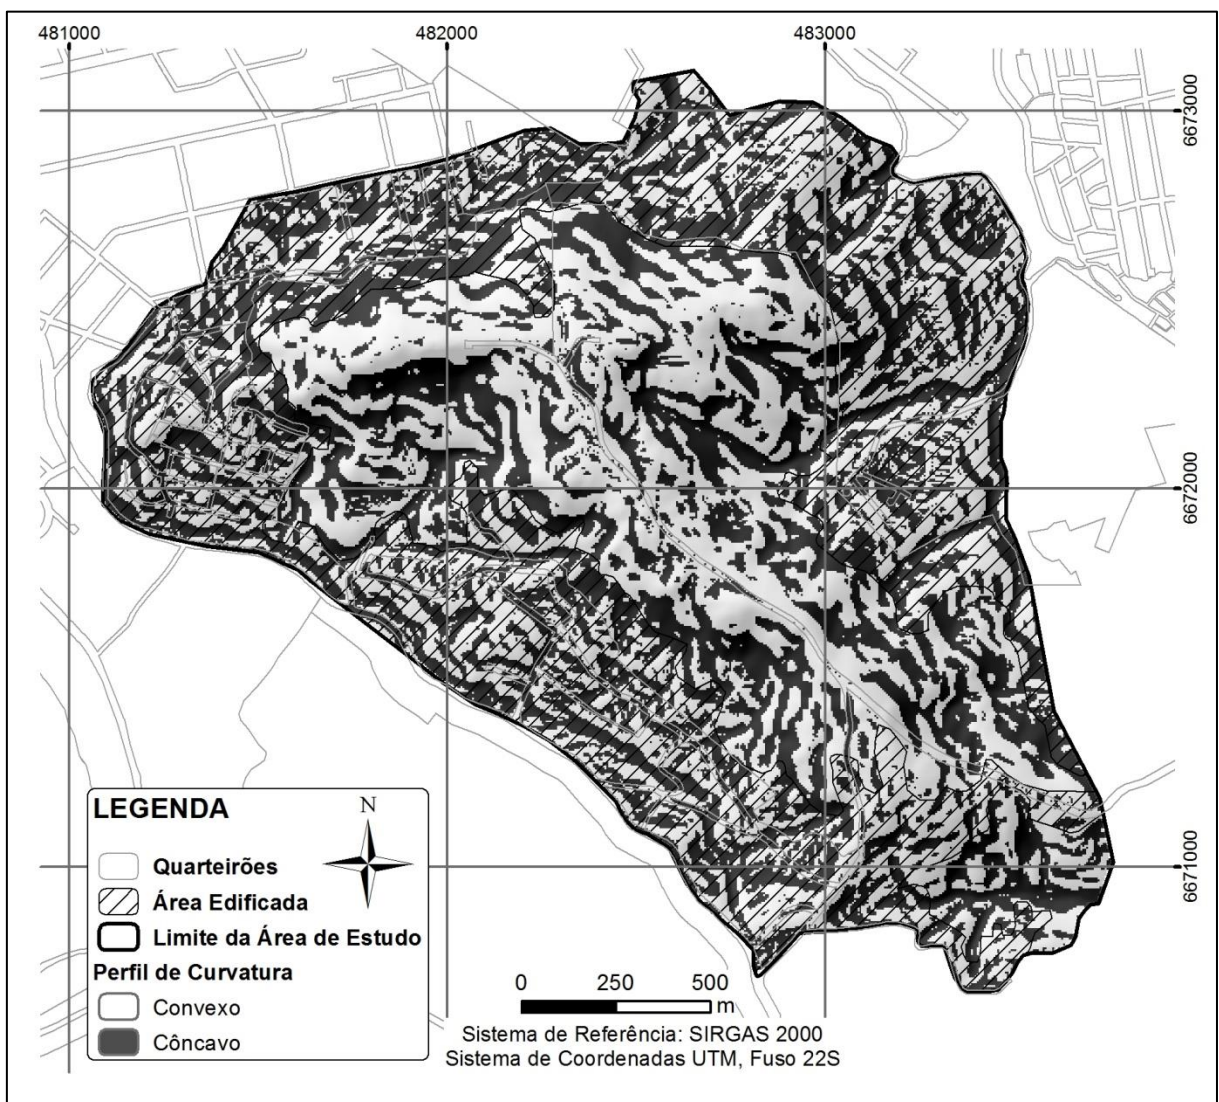 481000 482000 483000
6673000
6672000
6671000
LEGENDA
N
Quarteirões
Área Edificada
Limite da Área de Estudo
Perfil de Curvatura
Convexo
Côncavo
0 250 500
m
Sistema de Referência: SIRGAS 2000
Sistema de Coordenadas UTM, Fuso 22S